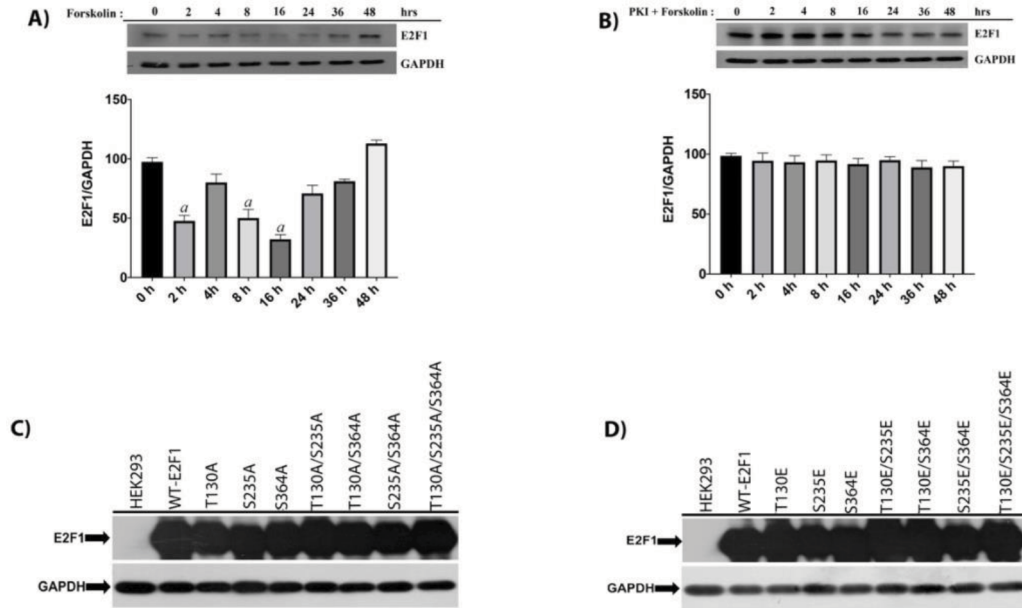 A)
Forskolin : 0 2 4 8 16 24 36 48 hrs
E2F1
GAPDH
E2F1/GAPDH
150
100
50
0
a
a
a
0 h 2 h 4h 8 h 16 h 24 h 36 h 48 h
B)
PKI + Forskolin : 0 2 4 8 16 24 36 48 hrs
E2F1
GAPDH
E2F1/GAPDH
150
100
50
0
0 h 2 h 4h 8 h 16 h 24 h 36 h 48 h
C)
HEK293
WT-E2F1
T130A
S235A
S364A
T130A/S235A
T130A/S364A
S235A/S364A
T130A/S235A/S364A
E2F1
GAPDH
D)
HEK293
WT-E2F1
T130E
S235E
S364E
T130E/S235E
T130E/S364E
S235E/S364E
T130E/S235E/S364E
E2F1
GAPDH